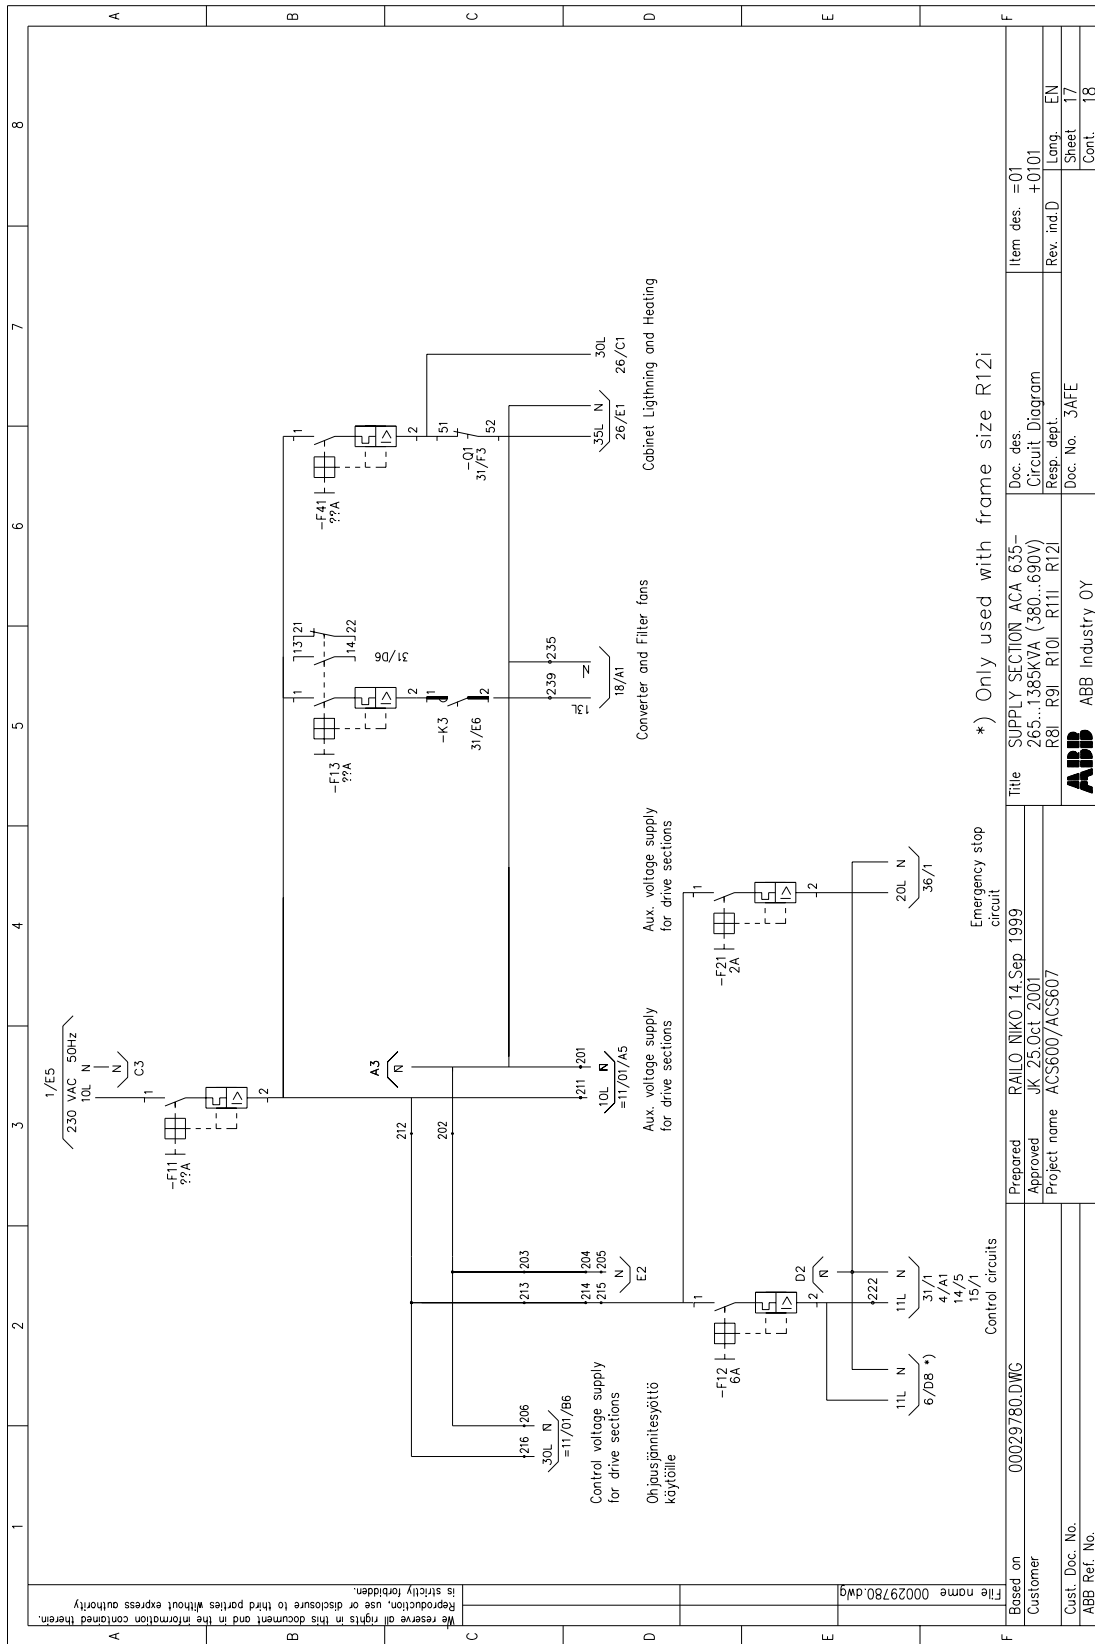 1 2 3 4 5 6 7 8
A B C D E F
A B C D E F
1/E5
230 VAC 50Hz
10L N
N
C3
1
-F11
??A
2
1
-F13
??A
2
13 21
14 22
31/D6
1
-F41
??A
2
-K3
31/E6
1
2
51
-Q1
31/F3
52
A3
N
212
202
239 235
13L N
18/A1
Converter and Filter fans
35L N
26/E1
30L
26/C1
Cabinet Ligthning and Heating
211 201
10L N
=11/01/A5
Aux. voltage supply
for drive sections
Aux. voltage supply
for drive sections
213 203
214 204
215 205
N
E2
216 206
30L N
=11/01/B6
Control voltage supply
for drive sections
Ohjausjännitesyöttö
käytöille
1
-F12
6A
2
D2
N
222
11L N
6/D8 *)
11L N
31/1
4/A1
14/5
15/1
Control circuits
1
-F21
2A
2
20L N
36/1
Emergency stop
circuit
*) Only used with frame size R12i
We reserve all rights in this document and in the information contained therein.
Reproduction, use or disclosure to third parties without express authority
is strictly forbidden.
File name 00029780.dwg
Based on 00029780.DWG
Customer
Cust. Doc. No.
ABB Ref. No.
Prepared RAILO NIKO 14.Sep 1999
Approved JK 25.Oct 2001
Project name ACS600/ACS607
Title SUPPLY SECTION ACA 635-
265...1385KVA (380...690V)
R8I R9I R10I R11I R12I
ABB ABB Industry OY
Doc. des.
Circuit Diagram
Resp. dept.
Doc. No. 3AFE
Item des. =01
+0101
Rev. ind.D
Lang. EN
Sheet 17
Cont. 18